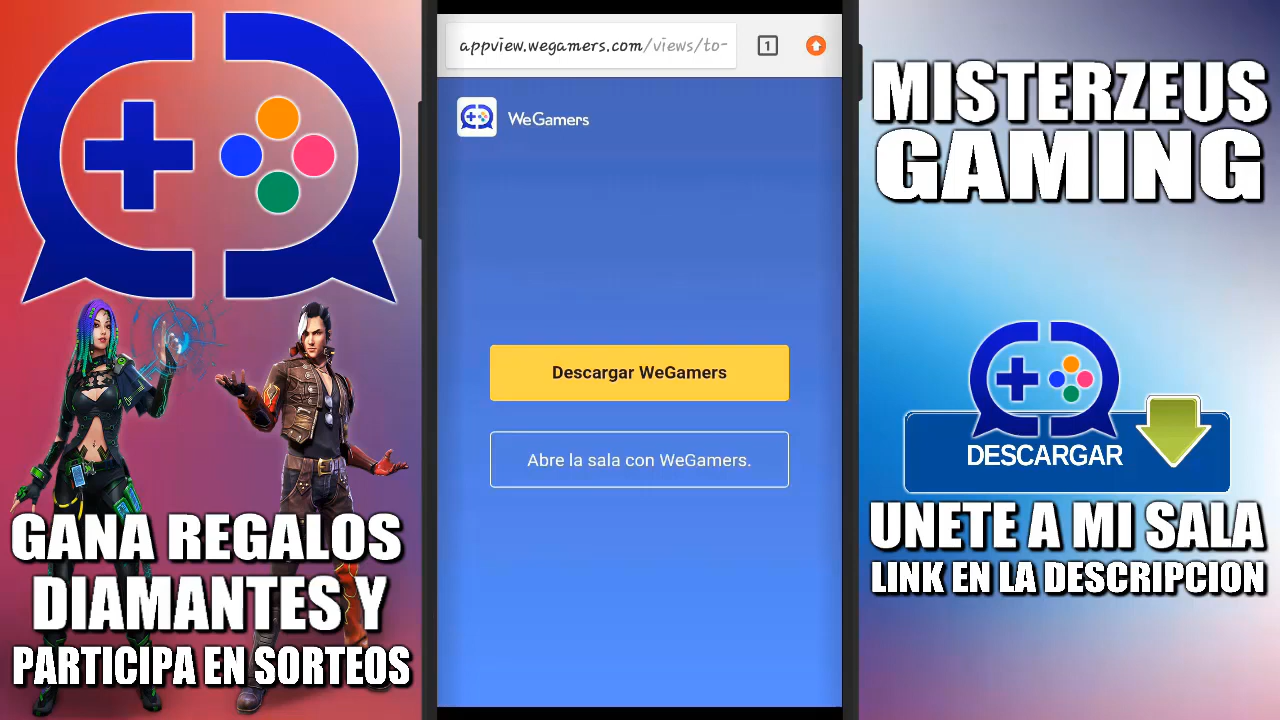 GANA REGALOS
DIAMANTES Y
PARTICIPA EN SORTEOS
appview.wegamers.com/views/to-
1
WeGamers
Descargar WeGamers
Abre la sala con WeGamers.
MISTERZEUS
GAMING
DESCARGAR
UNETE A MI SALA
LINK EN LA DESCRIPCION